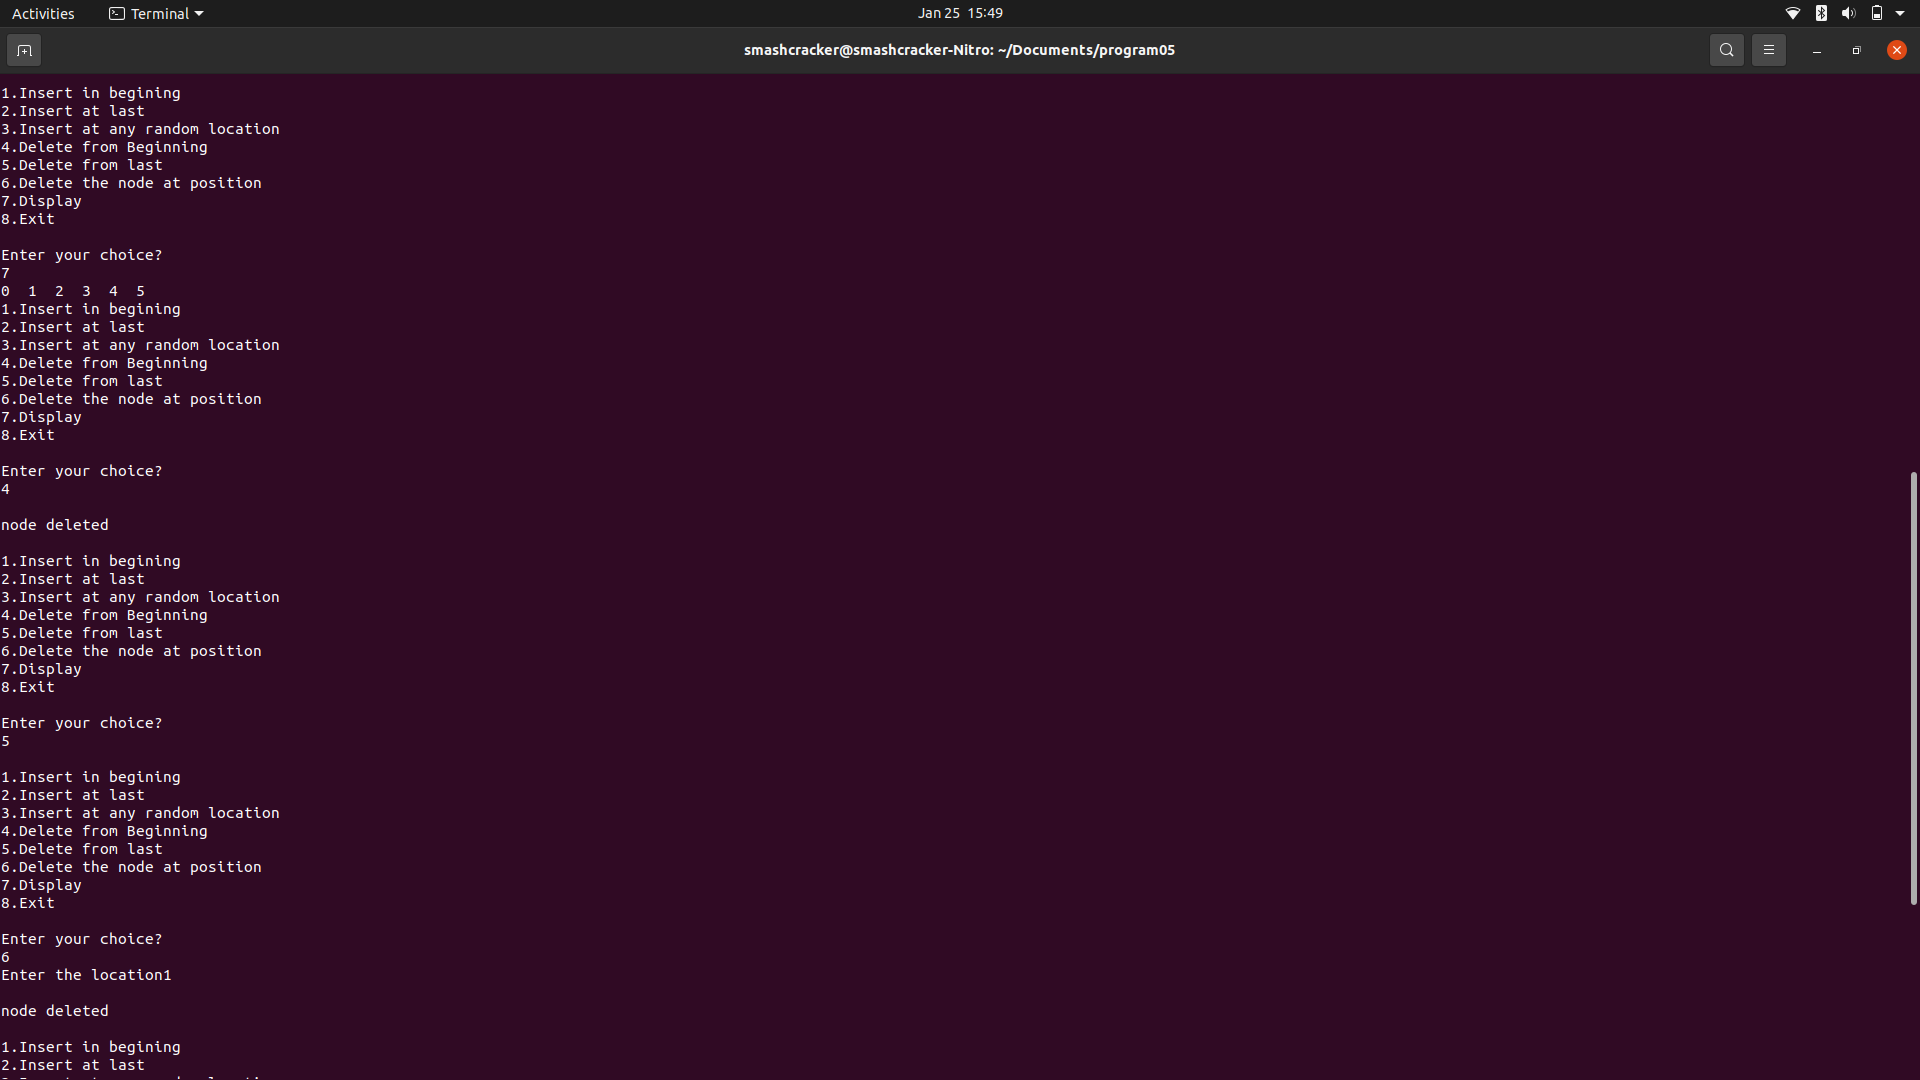 Activities Terminal Jan 25 15:49
smashcracker@smashcracker-Nitro: ~/Documents/program05
1.Insert in begining
2.Insert at last
3.Insert at any random location
4.Delete from Beginning
5.Delete from last
6.Delete the node at position
7.Display
8.Exit
Enter your choice?
7
0 1 2 3 4 5
1.Insert in begining
2.Insert at last
3.Insert at any random location
4.Delete from Beginning
5.Delete from last
6.Delete the node at position
7.Display
8.Exit
Enter your choice?
4
node deleted
1.Insert in begining
2.Insert at last
3.Insert at any random location
4.Delete from Beginning
5.Delete from last
6.Delete the node at position
7.Display
8.Exit
Enter your choice?
5
1.Insert in begining
2.Insert at last
3.Insert at any random location
4.Delete from Beginning
5.Delete from last
6.Delete the node at position
7.Display
8.Exit
Enter your choice?
6
Enter the location1
node deleted
1.Insert in begining
2.Insert at last